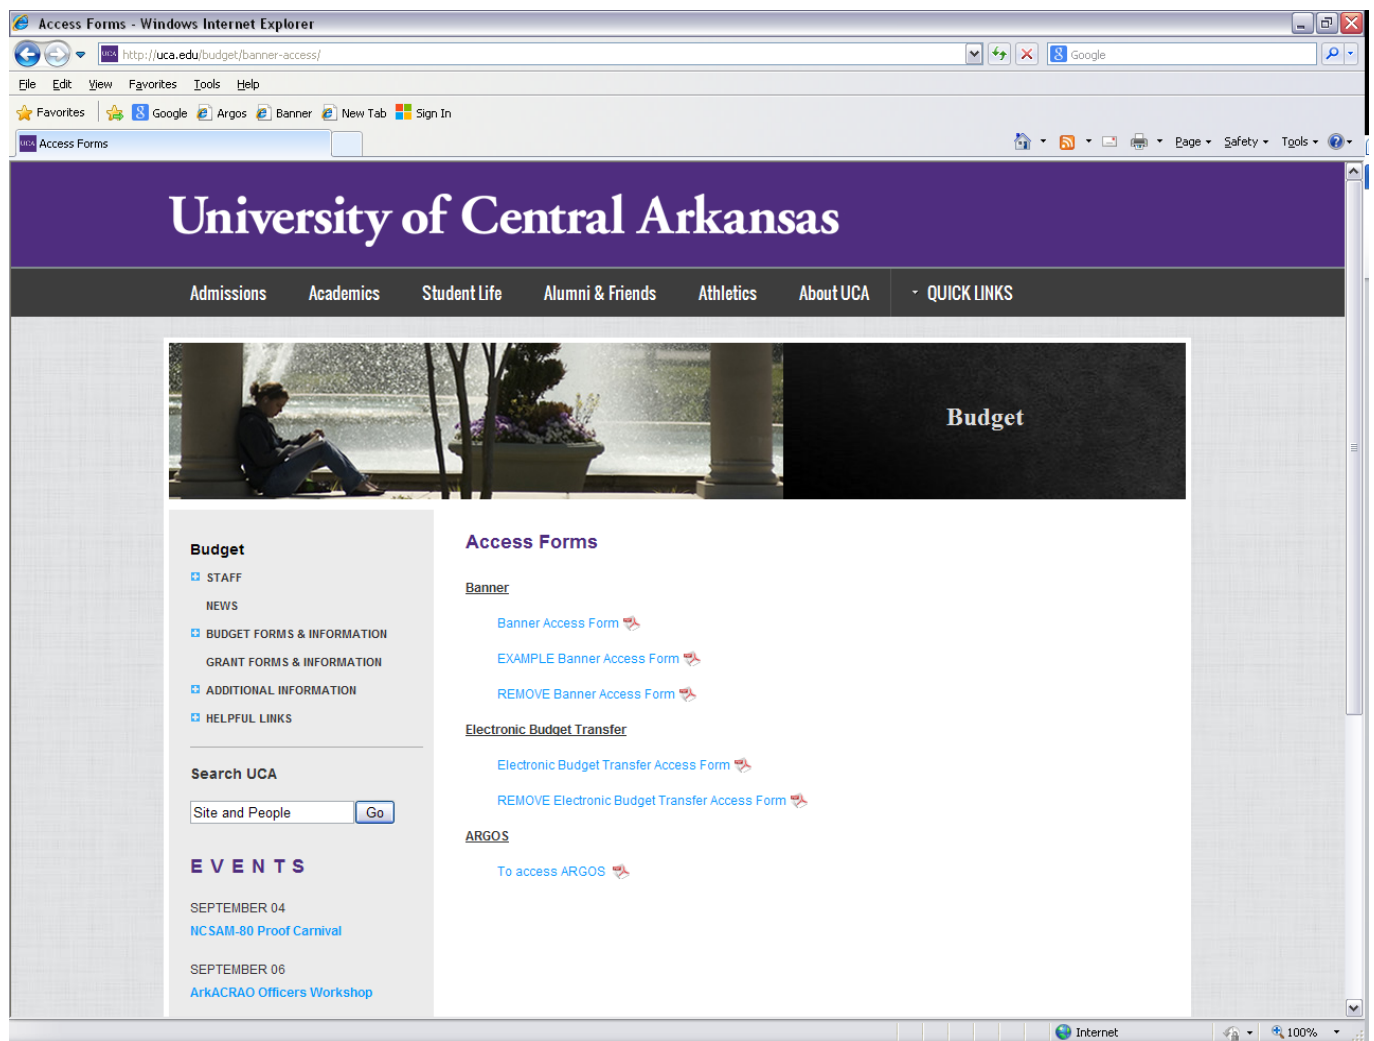 Access Forms - Windows Internet Explorer
UCA http://uca.edu/budget/banner-access/
8 Google
File Edit View Favorites Tools Help
Favorites 8 Google Argos Banner New Tab Sign In
UCA Access Forms
Page Safety Tools
University of Central Arkansas
Admissions Academics Student Life Alumni & Friends Athletics About UCA QUICK LINKS
Budget
Budget
STAFF
NEWS
BUDGET FORMS & INFORMATION
GRANT FORMS & INFORMATION
ADDITIONAL INFORMATION
HELPFUL LINKS
Search UCA
Site and People Go
EVENTS
SEPTEMBER 04
NCSAM-80 Proof Carnival
SEPTEMBER 06
ArkACRAO Officers Workshop
Access Forms
Banner
Banner Access Form
EXAMPLE Banner Access Form
REMOVE Banner Access Form
Electronic Budget Transfer
Electronic Budget Transfer Access Form
REMOVE Electronic Budget Transfer Access Form
ARGOS
To access ARGOS
Internet 100%